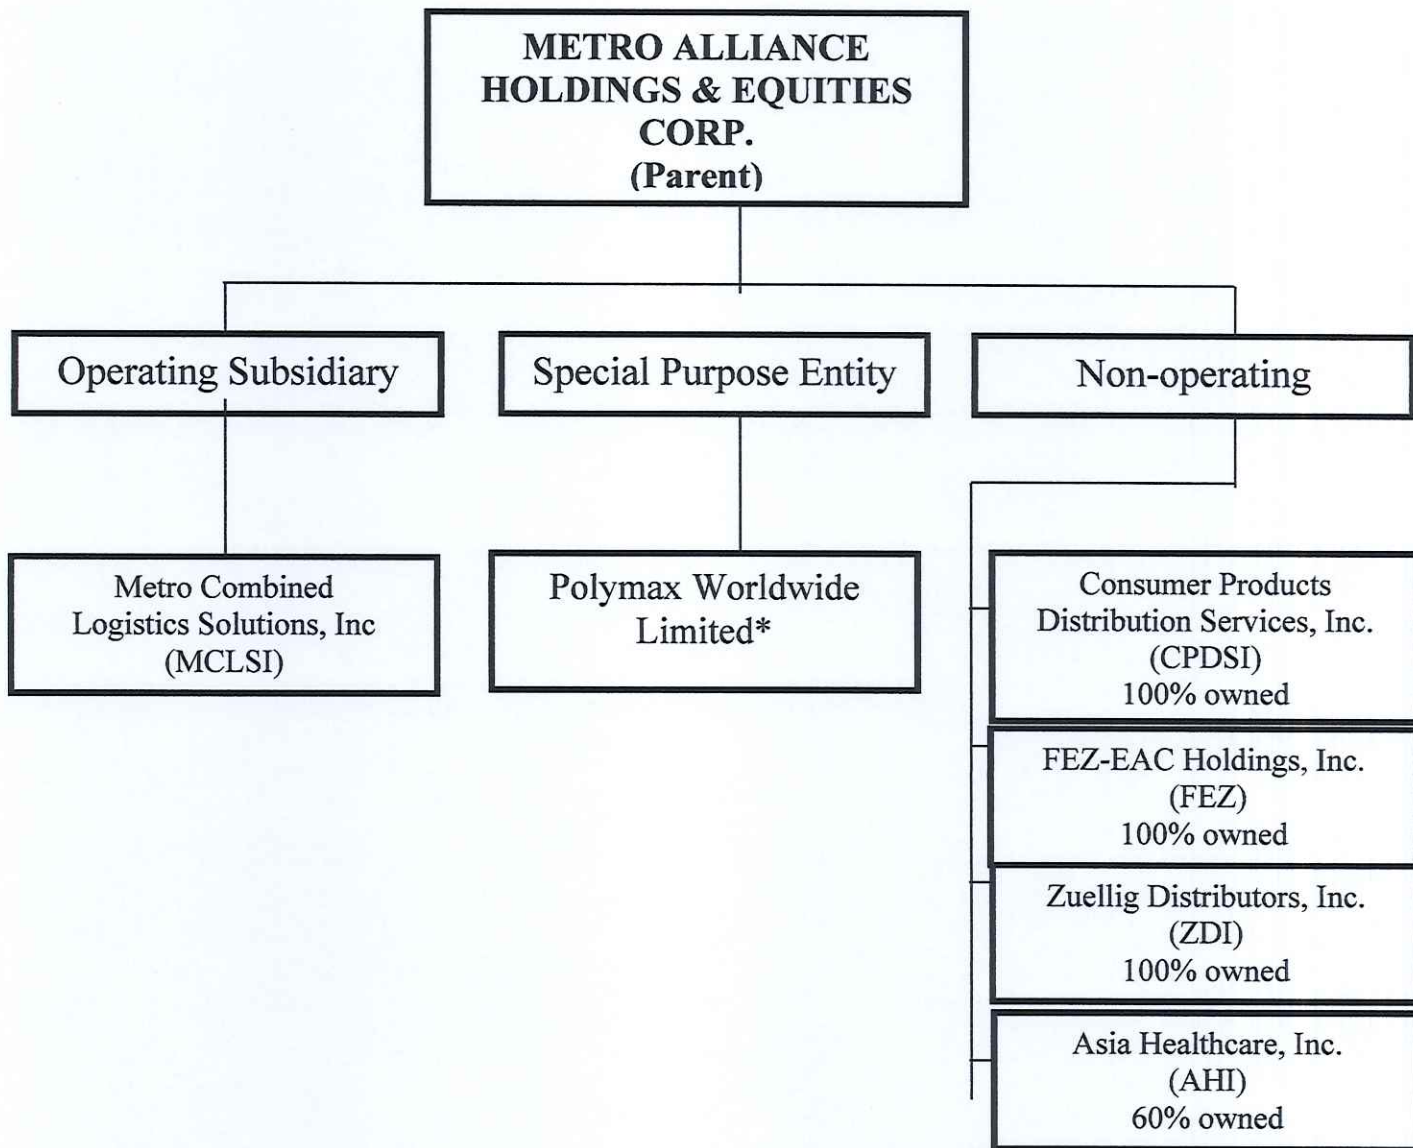 METRO ALLIANCE
HOLDINGS & EQUITIES
CORP.
(Parent)
Operating Subsidiary
Special Purpose Entity
Non-operating
Metro Combined
Logistics Solutions, Inc
(MCLSI)
Polymax Worldwide
Limited*
Consumer Products
Distribution Services, Inc.
(CPDSI)
100% owned
FEZ-EAC Holdings, Inc.
(FEZ)
100% owned
Zuellig Distributors, Inc.
(ZDI)
100% owned
Asia Healthcare, Inc.
(AHI)
60% owned